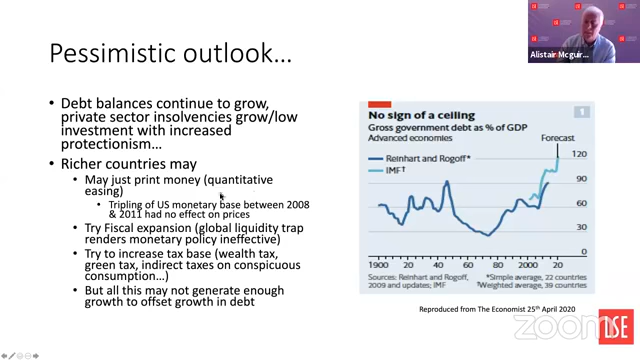 Alistair Mcguir...
Pessimistic outlook...
• Debt balances continue to grow,
private sector insolvencies grow/low
investment with increased
protectionism...
• Richer countries may
• May just print money (quantitative
easing)
• Tripling of US monetary base between 2008
& 2011 had no effect on prices
• Try Fiscal expansion (global liquidity trap
renders monetary policy ineffective)
• Try to increase tax base (wealth tax,
green tax, indirect taxes on conspicuous
consumption...)
• But all this may not generate enough
growth to offset growth in debt
No sign of a ceiling
1
Gross government debt as % of GDP
Advanced economies
Forecast
Reinhart and Rogoff*
IMF†
120
90
60
30
0
1900 20 40 60 80 2000 20
Sources: Reinhart and Rogoff, 2009 and updates; IMF
*Simple average, 22 countries
†Weighted average, 39 countries
Reproduced from The Economist 25th April 2020
LSE
zoom